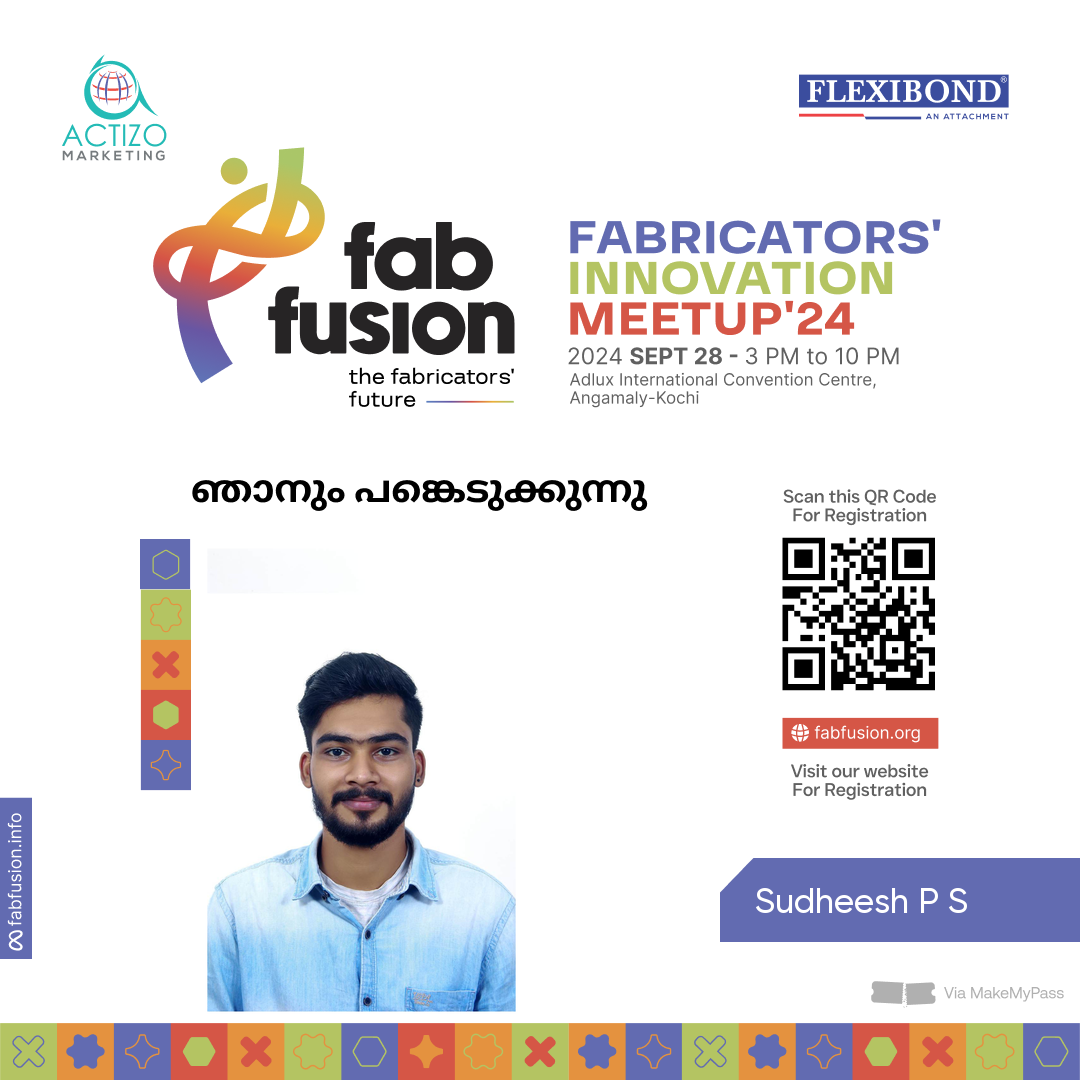 ACTIZO
MARKETING
FLEXIBOND®
AN ATTACHMENT
fab
fusion
the fabricators'
future
FABRICATORS'
INNOVATION
MEETUP'24
2024 SEPT 28 - 3 PM to 10 PM
Adlux International Convention Centre,
Angamaly-Kochi
ഞാനും പങ്കെടുക്കുന്നു
Scan this QR Code
For Registration
fabfusion.org
Visit our website
For Registration
fabfusion.info
Sudheesh P S
Via MakeMyPass